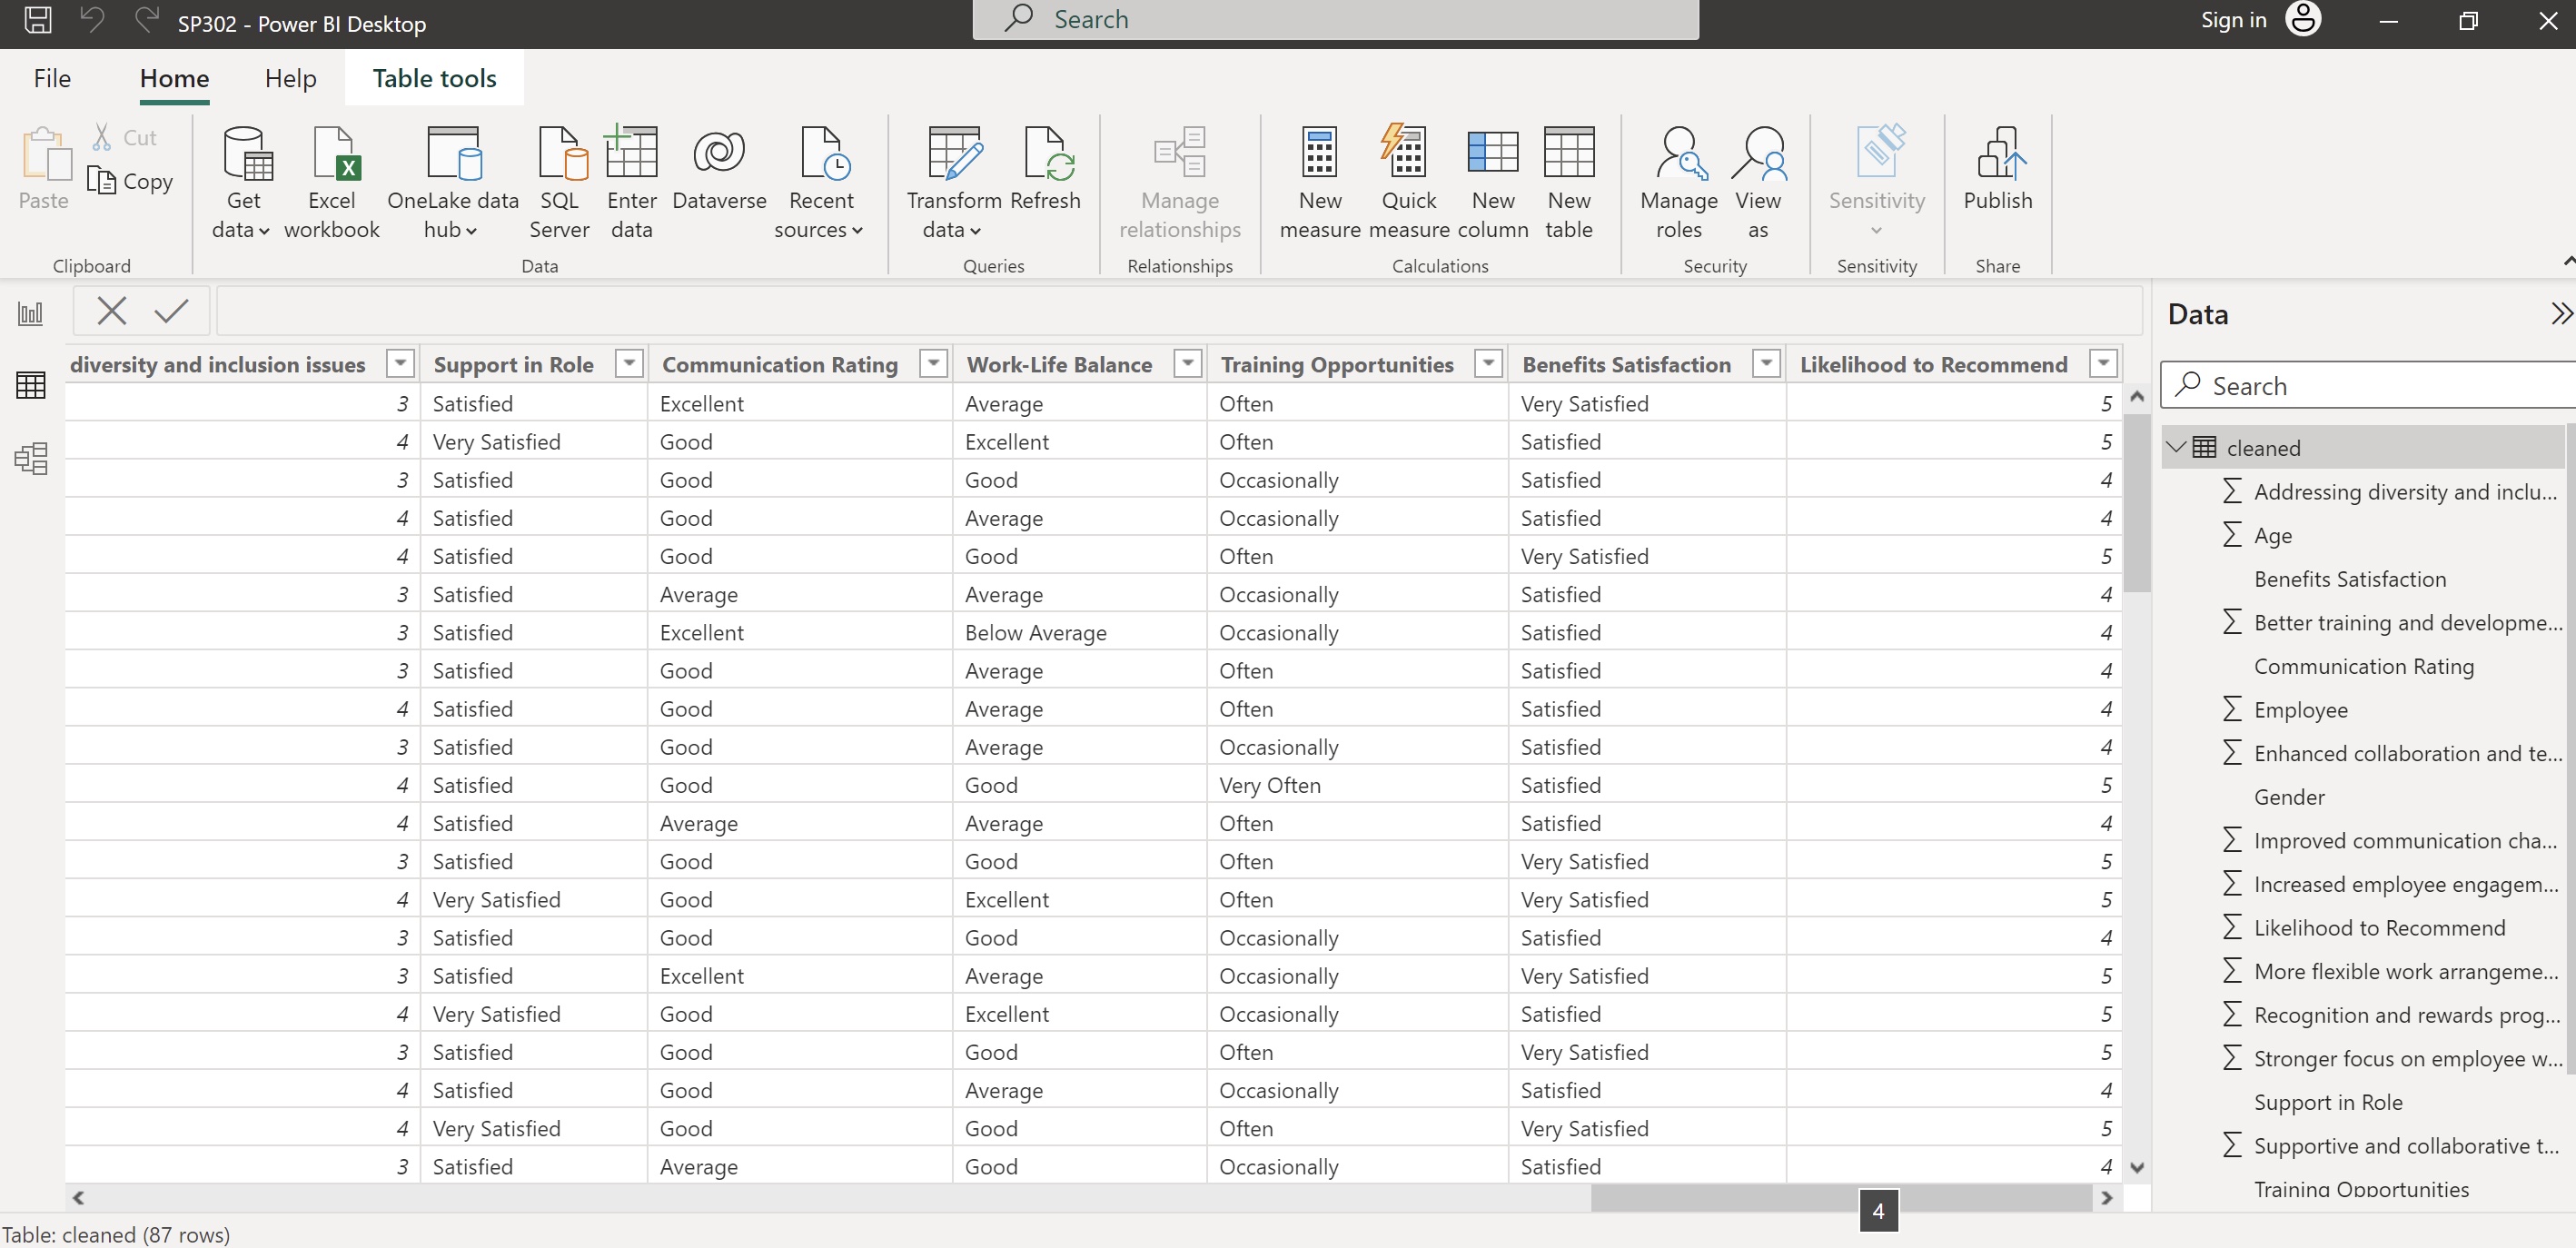 SP302 - Power BI Desktop
Search
Sign in
File
Home
Help
Table tools
Paste
Cut
Copy
Get data
Excel workbook
OneLake data hub
SQL Server
Enter data
Dataverse
Recent sources
Transform data
Refresh
Manage relationships
New measure
Quick measure
New column
New table
Manage roles
View as
Sensitivity
Publish
Clipboard
Data
Queries
Relationships
Calculations
Security
Sensitivity
Share
diversity and inclusion issues Support in Role Communication Rating Work-Life Balance Training Opportunities Benefits Satisfaction Likelihood to Recommend
3 Satisfied Excellent Average Often Very Satisfied 5
4 Very Satisfied Good Excellent Often Satisfied 5
3 Satisfied Good Good Occasionally Satisfied 4
4 Satisfied Good Average Occasionally Satisfied 4
4 Satisfied Good Good Often Very Satisfied 5
3 Satisfied Average Average Occasionally Satisfied 4
3 Satisfied Excellent Below Average Occasionally Satisfied 4
3 Satisfied Good Average Often Satisfied 4
4 Satisfied Good Average Often Satisfied 4
3 Satisfied Good Average Occasionally Satisfied 4
4 Satisfied Good Good Very Often Satisfied 5
4 Satisfied Average Average Often Satisfied 4
3 Satisfied Good Good Often Very Satisfied 5
4 Very Satisfied Good Excellent Often Very Satisfied 5
3 Satisfied Good Good Occasionally Satisfied 4
3 Satisfied Excellent Average Occasionally Very Satisfied 5
4 Very Satisfied Good Excellent Occasionally Satisfied 5
3 Satisfied Good Good Often Very Satisfied 5
4 Satisfied Good Average Occasionally Satisfied 4
4 Very Satisfied Good Good Often Very Satisfied 5
3 Satisfied Average Good Occasionally Satisfied 4
4
Table: cleaned (87 rows)
Data
Search
cleaned
Addressing diversity and inclu...
Age
Benefits Satisfaction
Better training and developme...
Communication Rating
Employee
Enhanced collaboration and te...
Gender
Improved communication cha...
Increased employee engagem...
Likelihood to Recommend
More flexible work arrangeme...
Recognition and rewards prog...
Stronger focus on employee w...
Support in Role
Supportive and collaborative t...
Training Opportunities